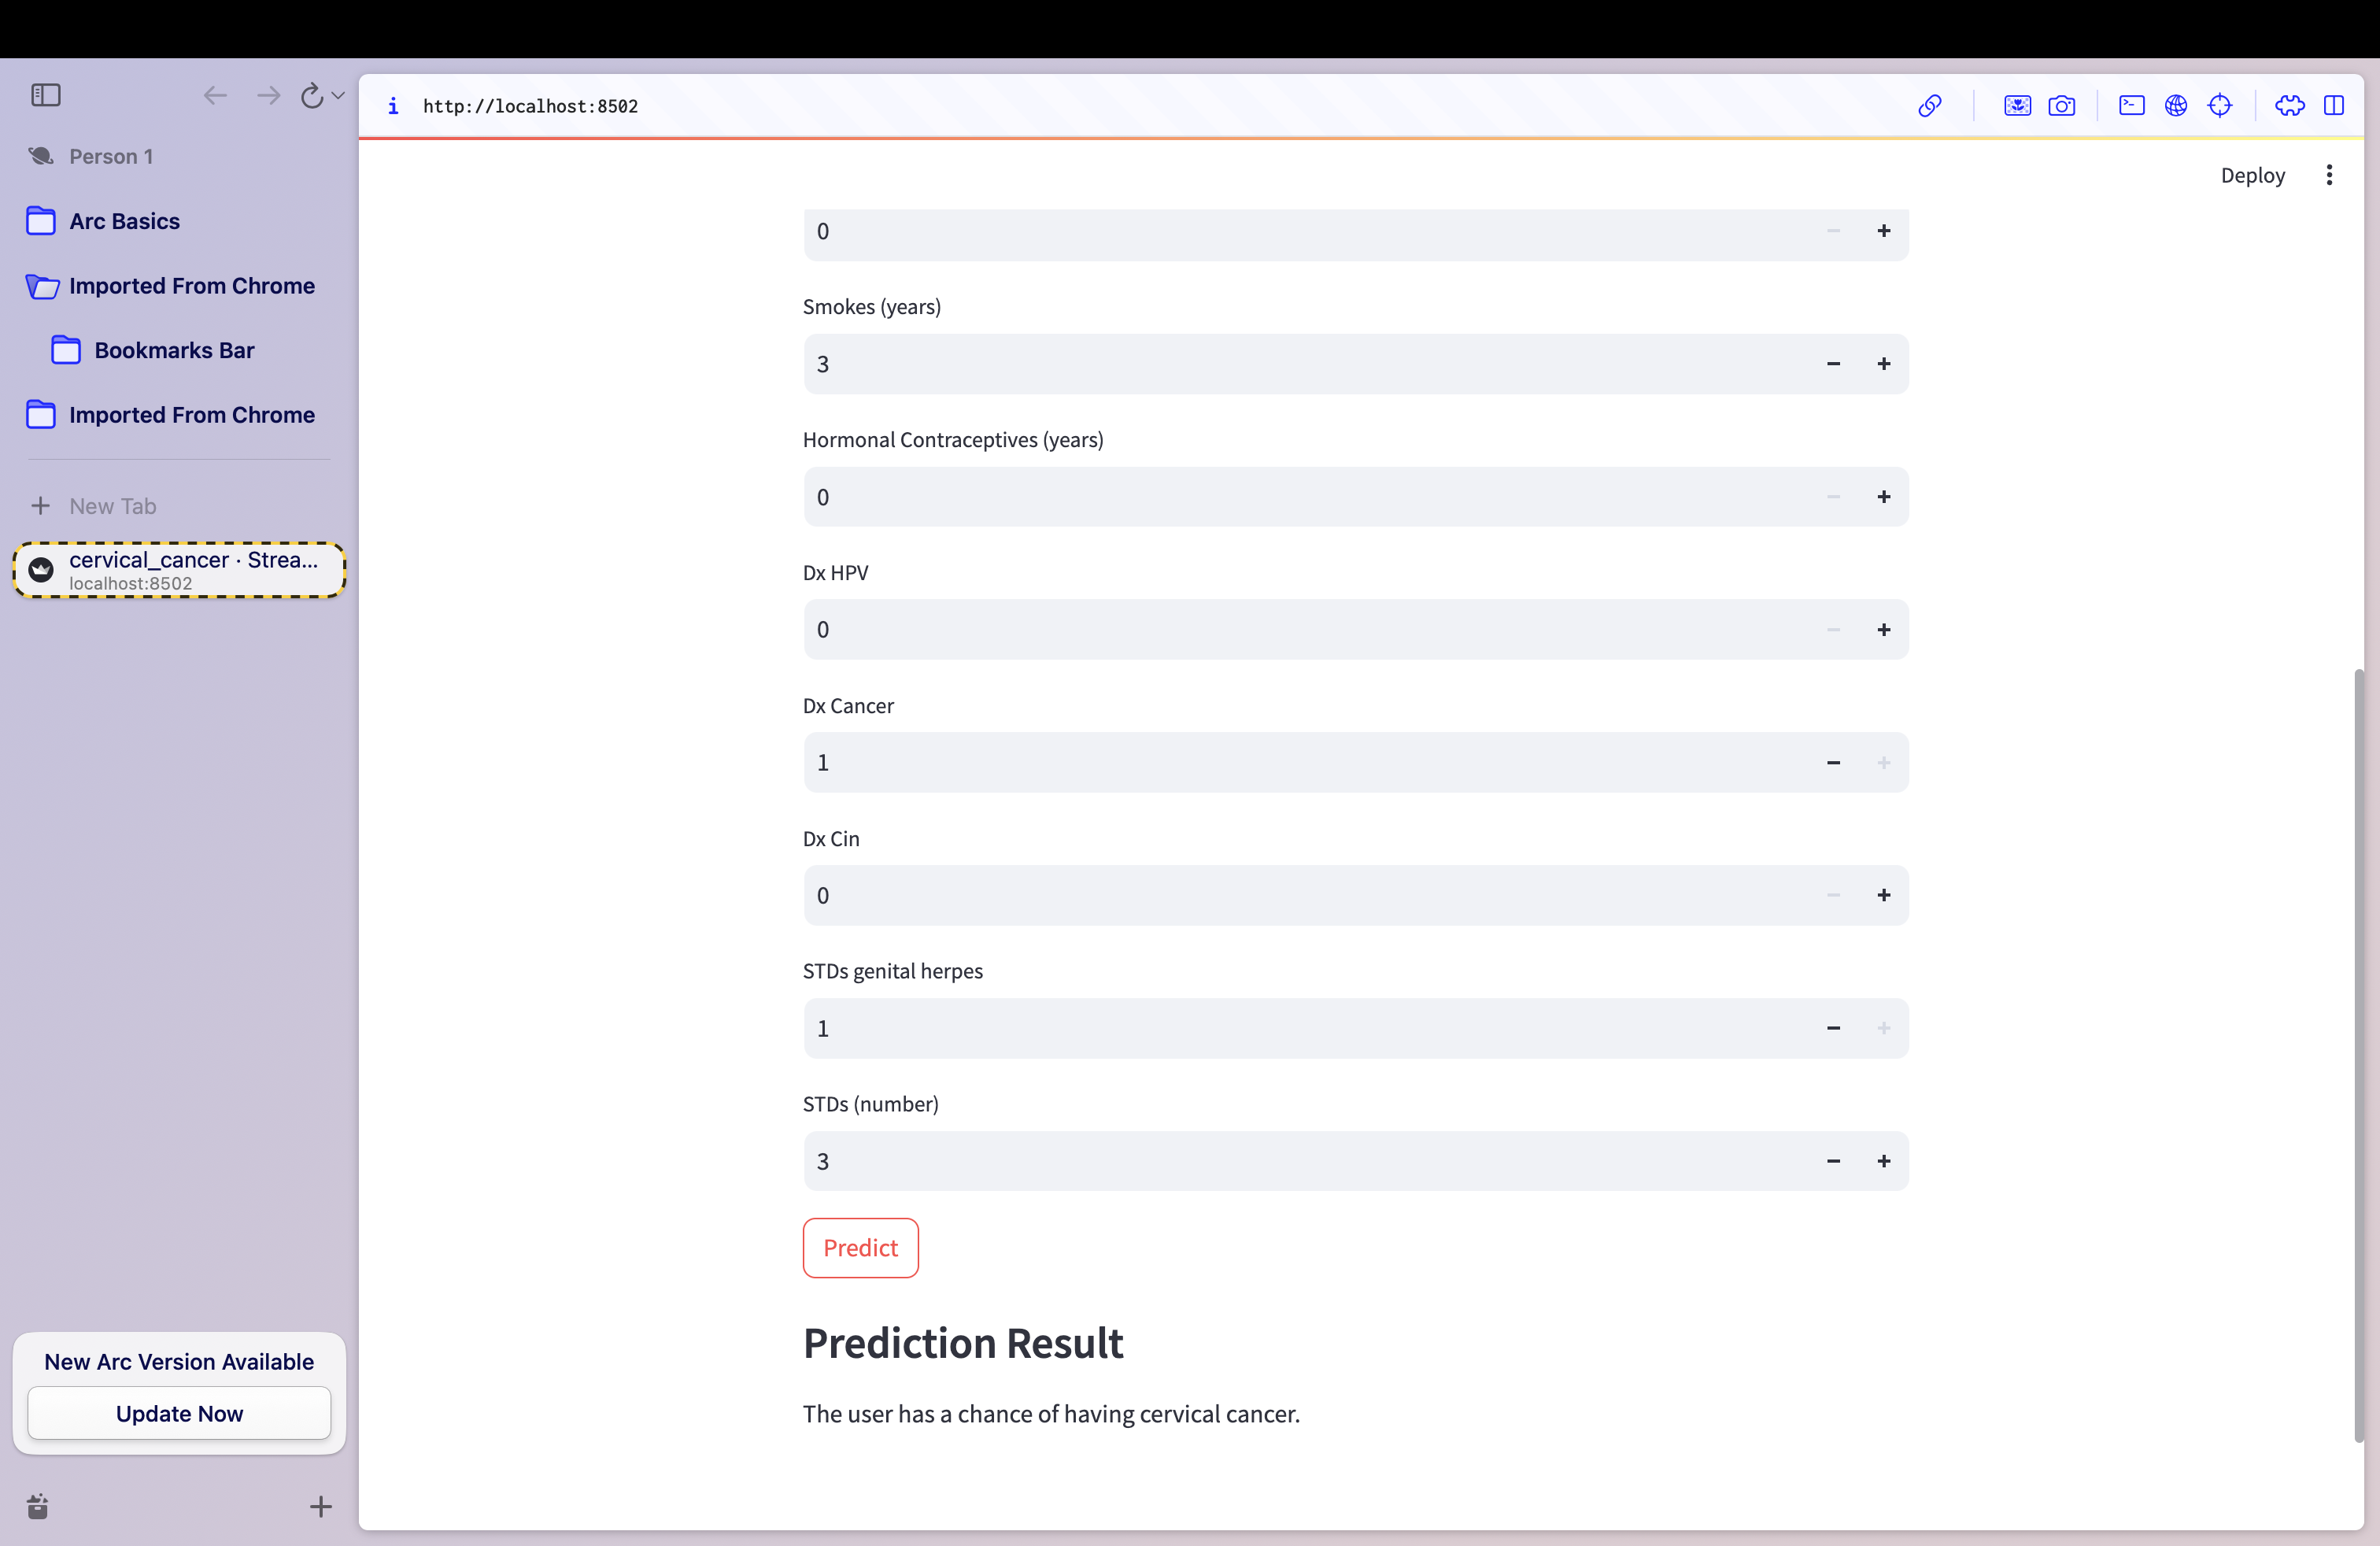 http://localhost:8502
Person 1
Arc Basics
Imported From Chrome
Bookmarks Bar
Imported From Chrome
New Tab
cervical_cancer · Strea...
localhost:8502
New Arc Version Available
Update Now
Deploy
0
Smokes (years)
3
Hormonal Contraceptives (years)
0
Dx HPV
0
Dx Cancer
1
Dx Cin
0
STDs genital herpes
1
STDs (number)
3
Predict
Prediction Result
The user has a chance of having cervical cancer.